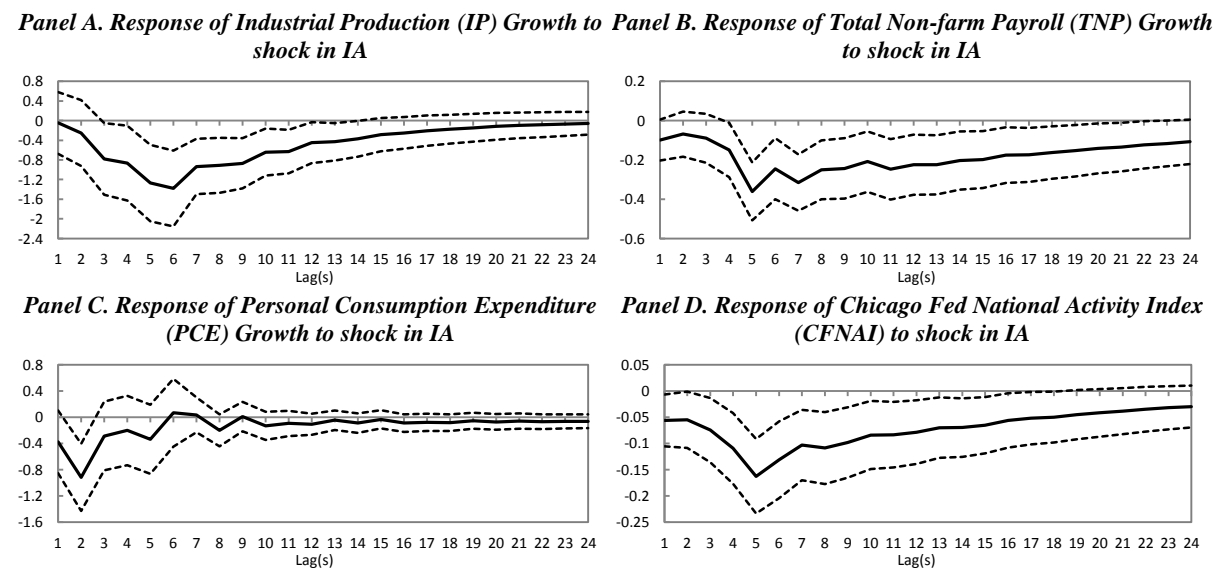 Panel A. Response of Industrial Production (IP) Growth to
shock in IA
0.8
0.4
0
-0.4
-0.8
-1.2
-1.6
-2
-2.4
1 2 3 4 5 6 7 8 9 10 11 12 13 14 15 16 17 18 19 20 21 22 23 24
Lag(s)
Panel B. Response of Total Non-farm Payroll (TNP) Growth
to shock in IA
0.2
0
-0.2
-0.4
-0.6
1 2 3 4 5 6 7 8 9 10 11 12 13 14 15 16 17 18 19 20 21 22 23 24
Lag(s)
Panel C. Response of Personal Consumption Expenditure
(PCE) Growth to shock in IA
0.8
0.4
0
-0.4
-0.8
-1.2
-1.6
1 2 3 4 5 6 7 8 9 10 11 12 13 14 15 16 17 18 19 20 21 22 23 24
Lag(s)
Panel D. Response of Chicago Fed National Activity Index
(CFNAI) to shock in IA
0.05
0
-0.05
-0.1
-0.15
-0.2
-0.25
1 2 3 4 5 6 7 8 9 10 11 12 13 14 15 16 17 18 19 20 21 22 23 24
Lag(s)